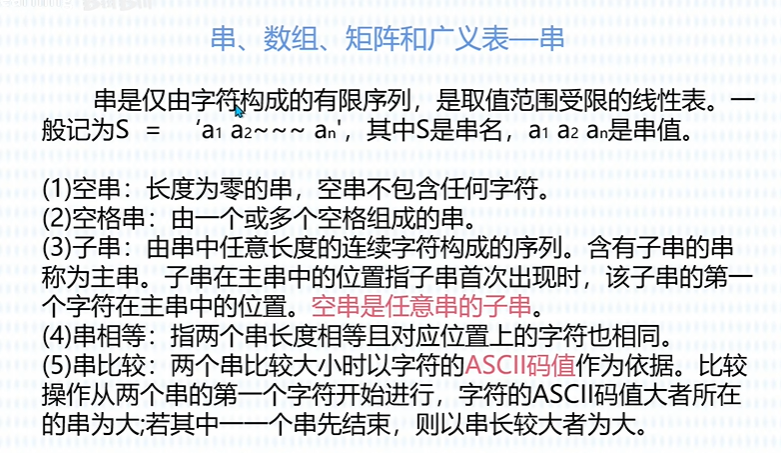 串、数组、矩阵和广义表—串
串是仅由字符构成的有限序列，是取值范围受限的线性表。一
般记为S = 'a1 a2~~~ an'，其中S是串名，a1 a2 an是串值。
(1)空串：长度为零的串，空串不包含任何字符。
(2)空格串：由一个或多个空格组成的串。
(3)子串：由串中任意长度的连续字符构成的序列。含有子串的串
称为主串。子串在主串中的位置指子串首次出现时，该子串的第一
个字符在主串中的位置。空串是任意串的子串。
(4)串相等：指两个串长度相等且对应位置上的字符也相同。
(5)串比较：两个串比较大小时以字符的ASCII码值作为依据。比较
操作从两个串的第一个字符开始进行，字符的ASCII码值大者所在
的串为大;若其中一一个串先结束，则以串长较大者为大。